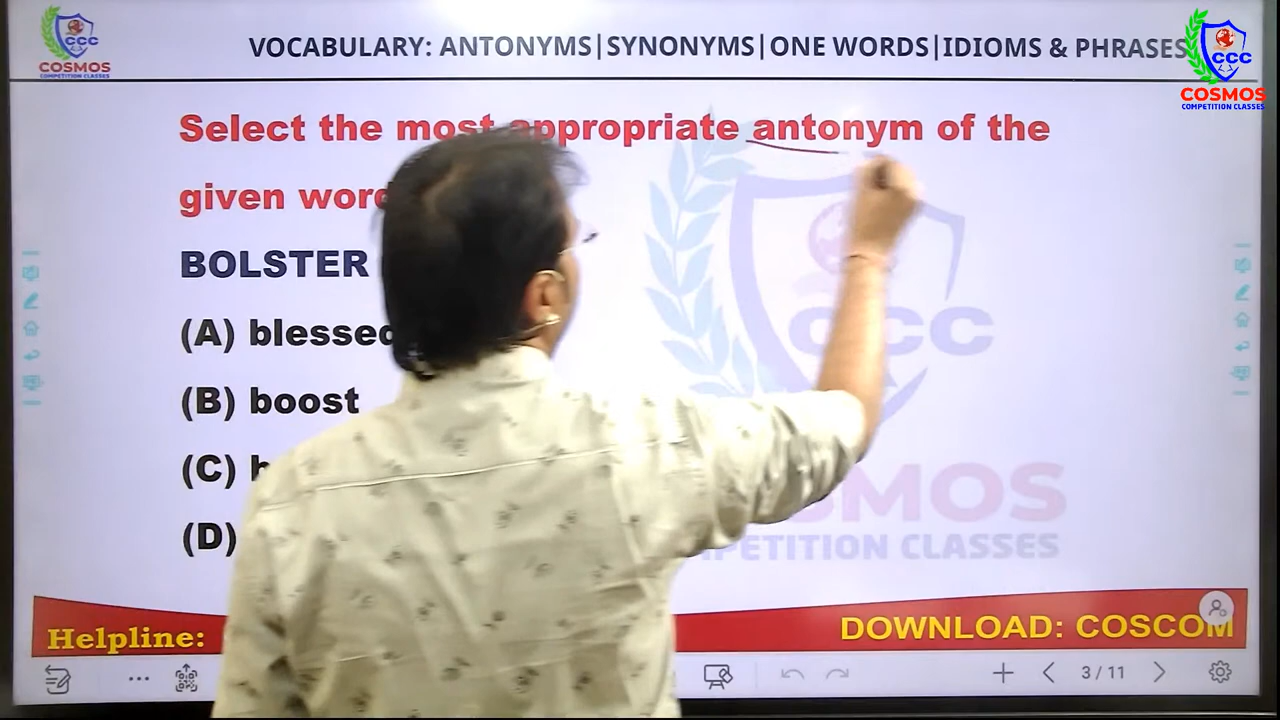 CCC
COSMOS
COMPETITION CLASSES
VOCABULARY: ANTONYMS|SYNONYMS|ONE WORDS|IDIOMS & PHRASES
CCC
COSMOS
COMPETITION CLASSES
Select the most appropriate antonym of the
given
BOLSTER
(A) blessed
(B) boost
(C)
(D)
CCC
COSMOS
COMPETITION CLASSES
Helpline:
DOWNLOAD: COSCOM
3 / 11